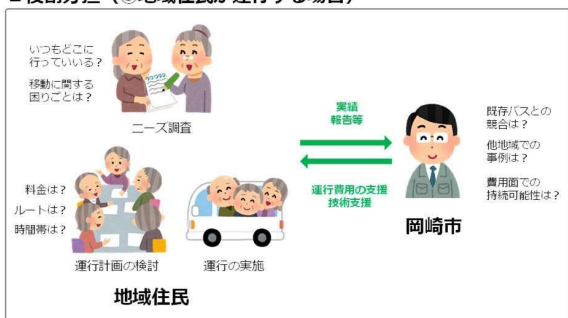 いつもどこに
行っていいる？
移動に関する
困りごとは？
ニーズ調査
料金は？
ルートは？
時間帯は？
運行計画の検討
運行の実施
地域住民
実績
報告等
運行費用の支援
技術支援
既存バスとの
競合は？
他地域での
事例は？
費用面での
持続可能性は？
岡崎市